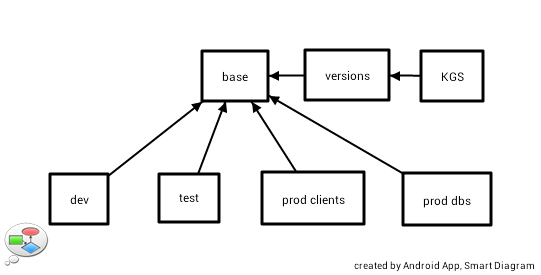 base
versions
KGS
dev
test
prod clients
prod dbs
created by Android App, Smart Diagram